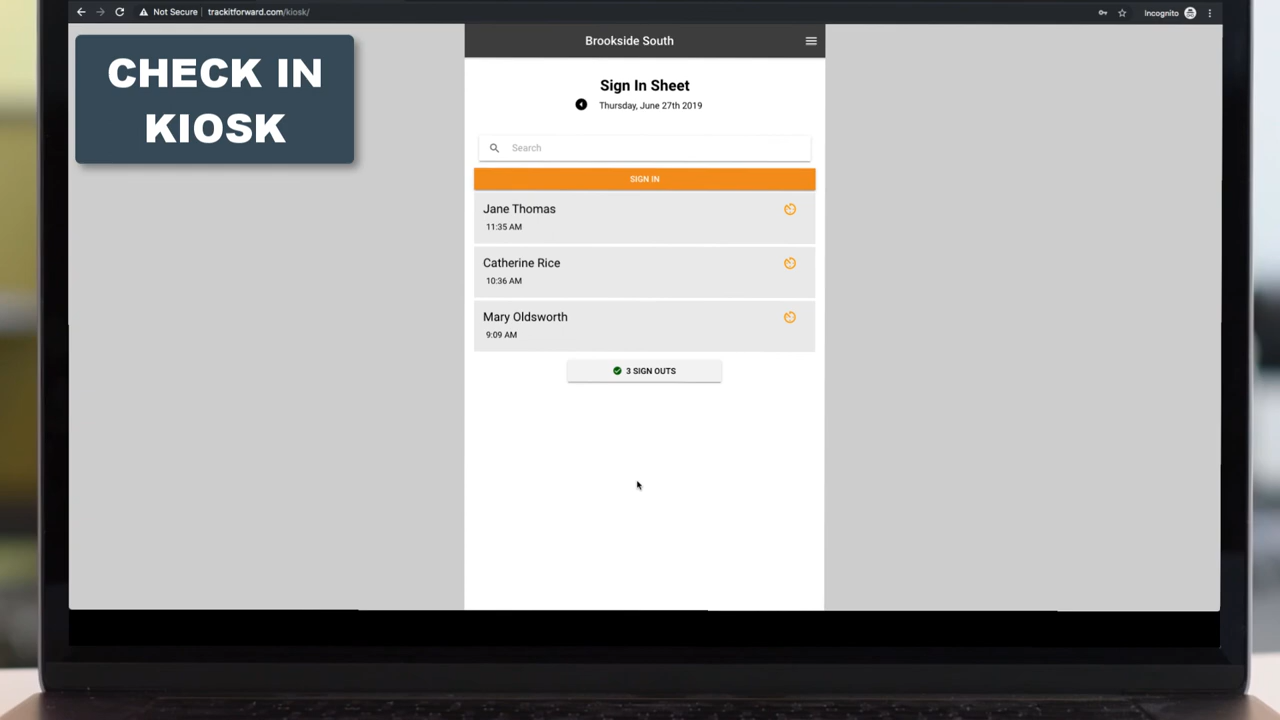 Not Secure
trackitforward.com/kiosk/
Incognito
CHECK IN
KIOSK
Brookside South
Sign In Sheet
Thursday, June 27th 2019
Search
SIGN IN
Jane Thomas
11:35 AM
Catherine Rice
10:36 AM
Mary Oldsworth
9:09 AM
3 SIGN OUTS